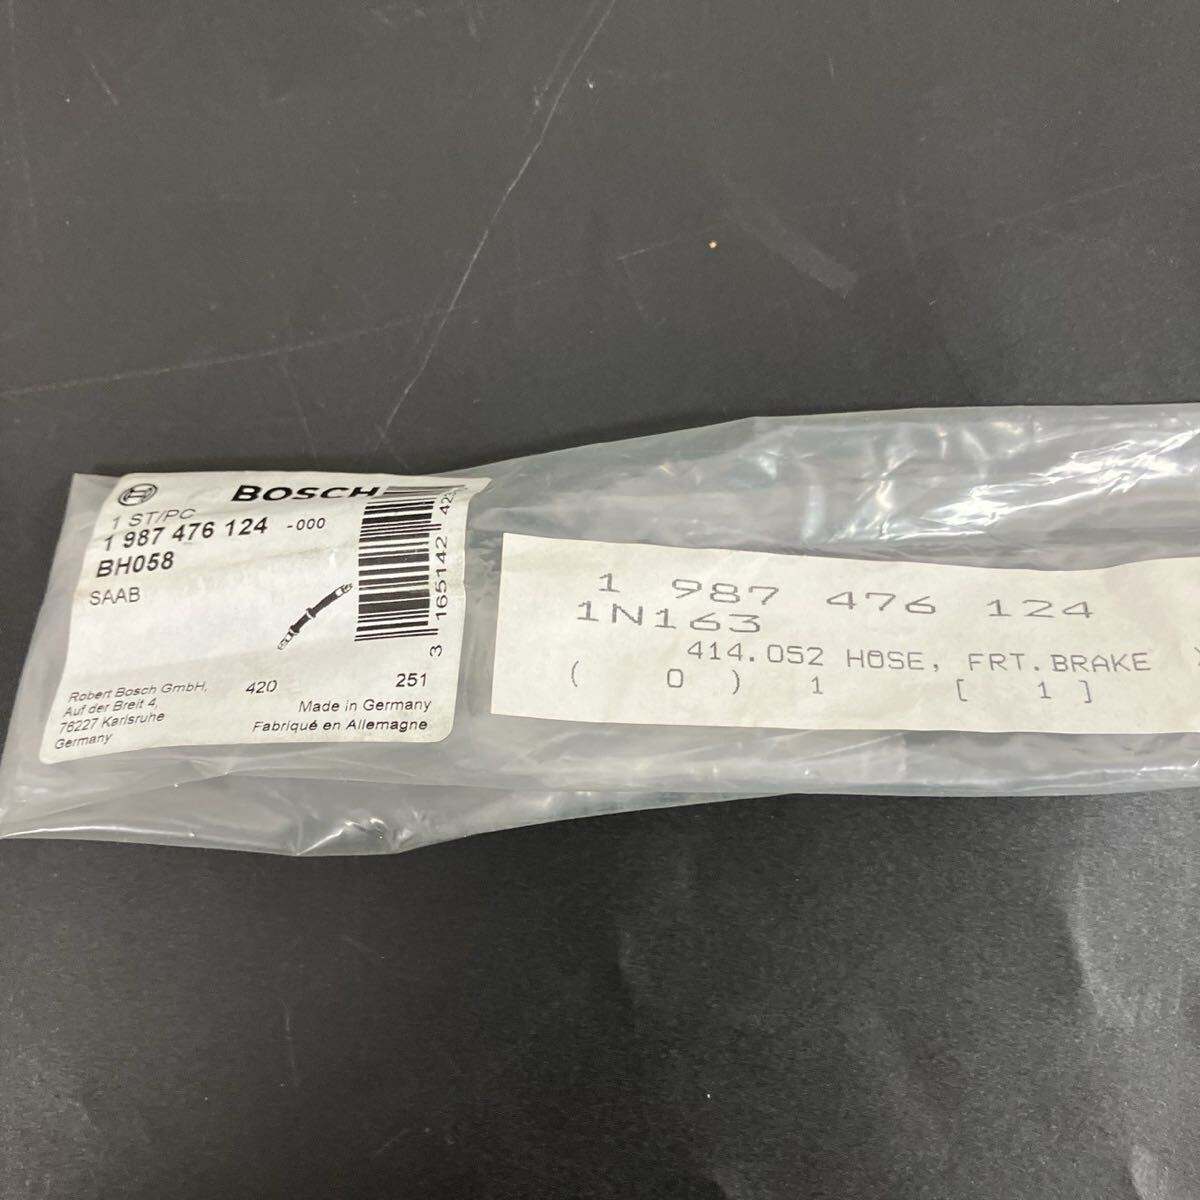 BOSCH
1 ST/PC
1 987 476 124 -000
BH058
SAAB
3 165142 42
Robert Bosch GmbH,
Auf der Breit 4,
76227 Karlsruhe
Germany
420
251
Made in Germany
Fabriqué en Allemagne
1 987 476 124
1N163
414.052 HOSE, FRT.BRAKE
( 0 ) 1 [ 1 ]